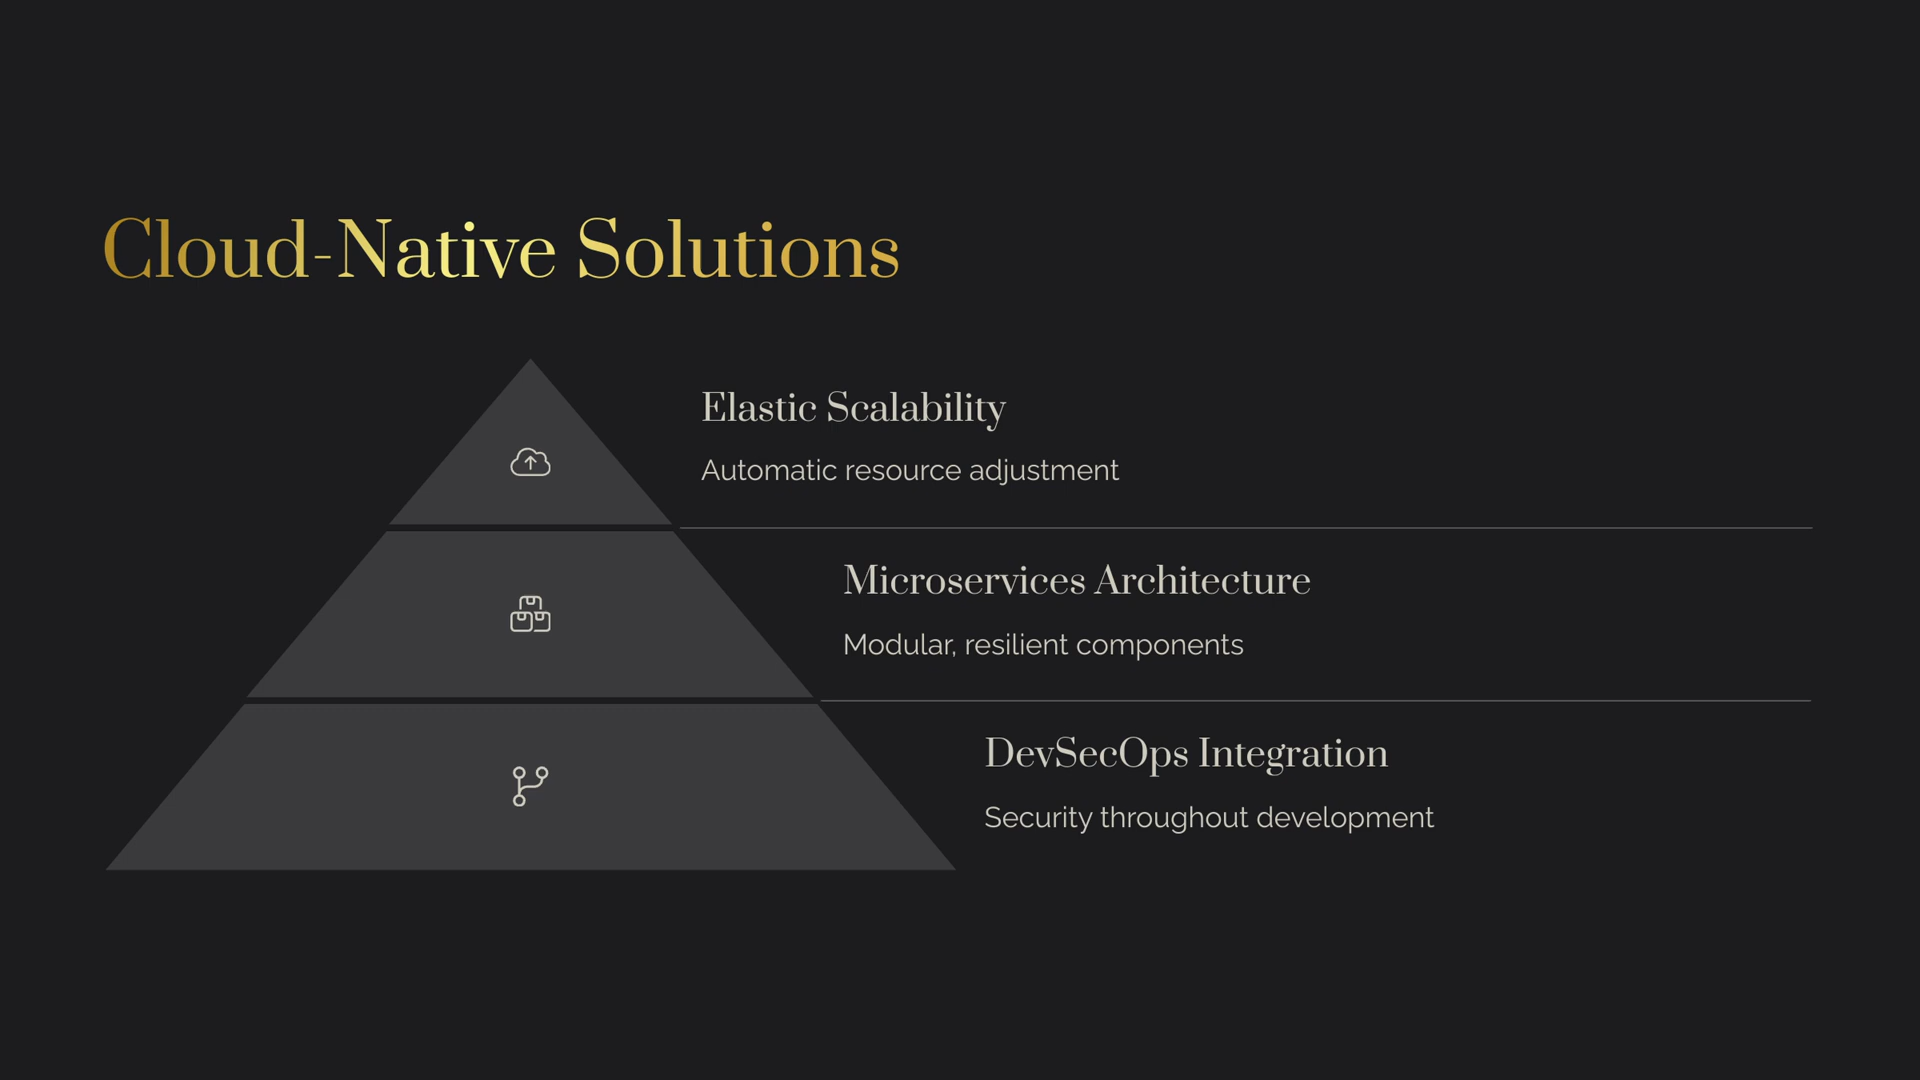 Cloud-Native Solutions
Elastic Scalability
Automatic resource adjustment
Microservices Architecture
Modular, resilient components
DevSecOps Integration
Security throughout development